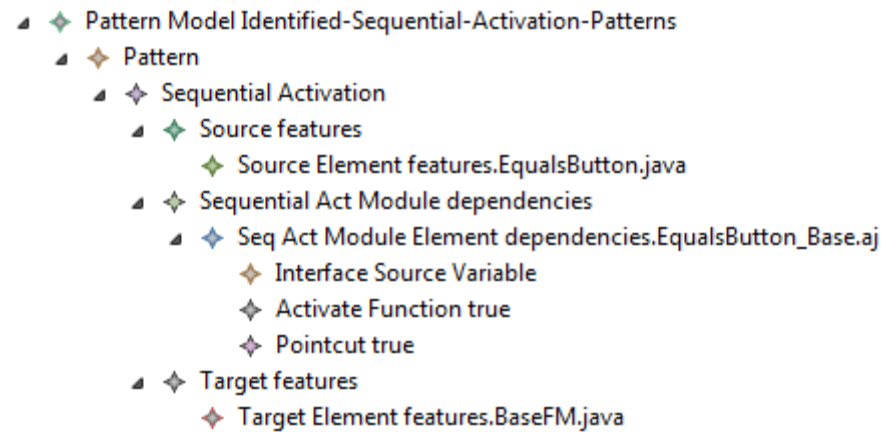 Pattern Model Identified-Sequential-Activation-Patterns
Pattern
Sequential Activation
Source features
Source Element features.EqualsButton.java
Sequential Act Module dependencies
Seq Act Module Element dependencies.EqualsButton_Base.aj
Interface Source Variable
Activate Function true
Pointcut true
Target features
Target Element features.BaseFM.java